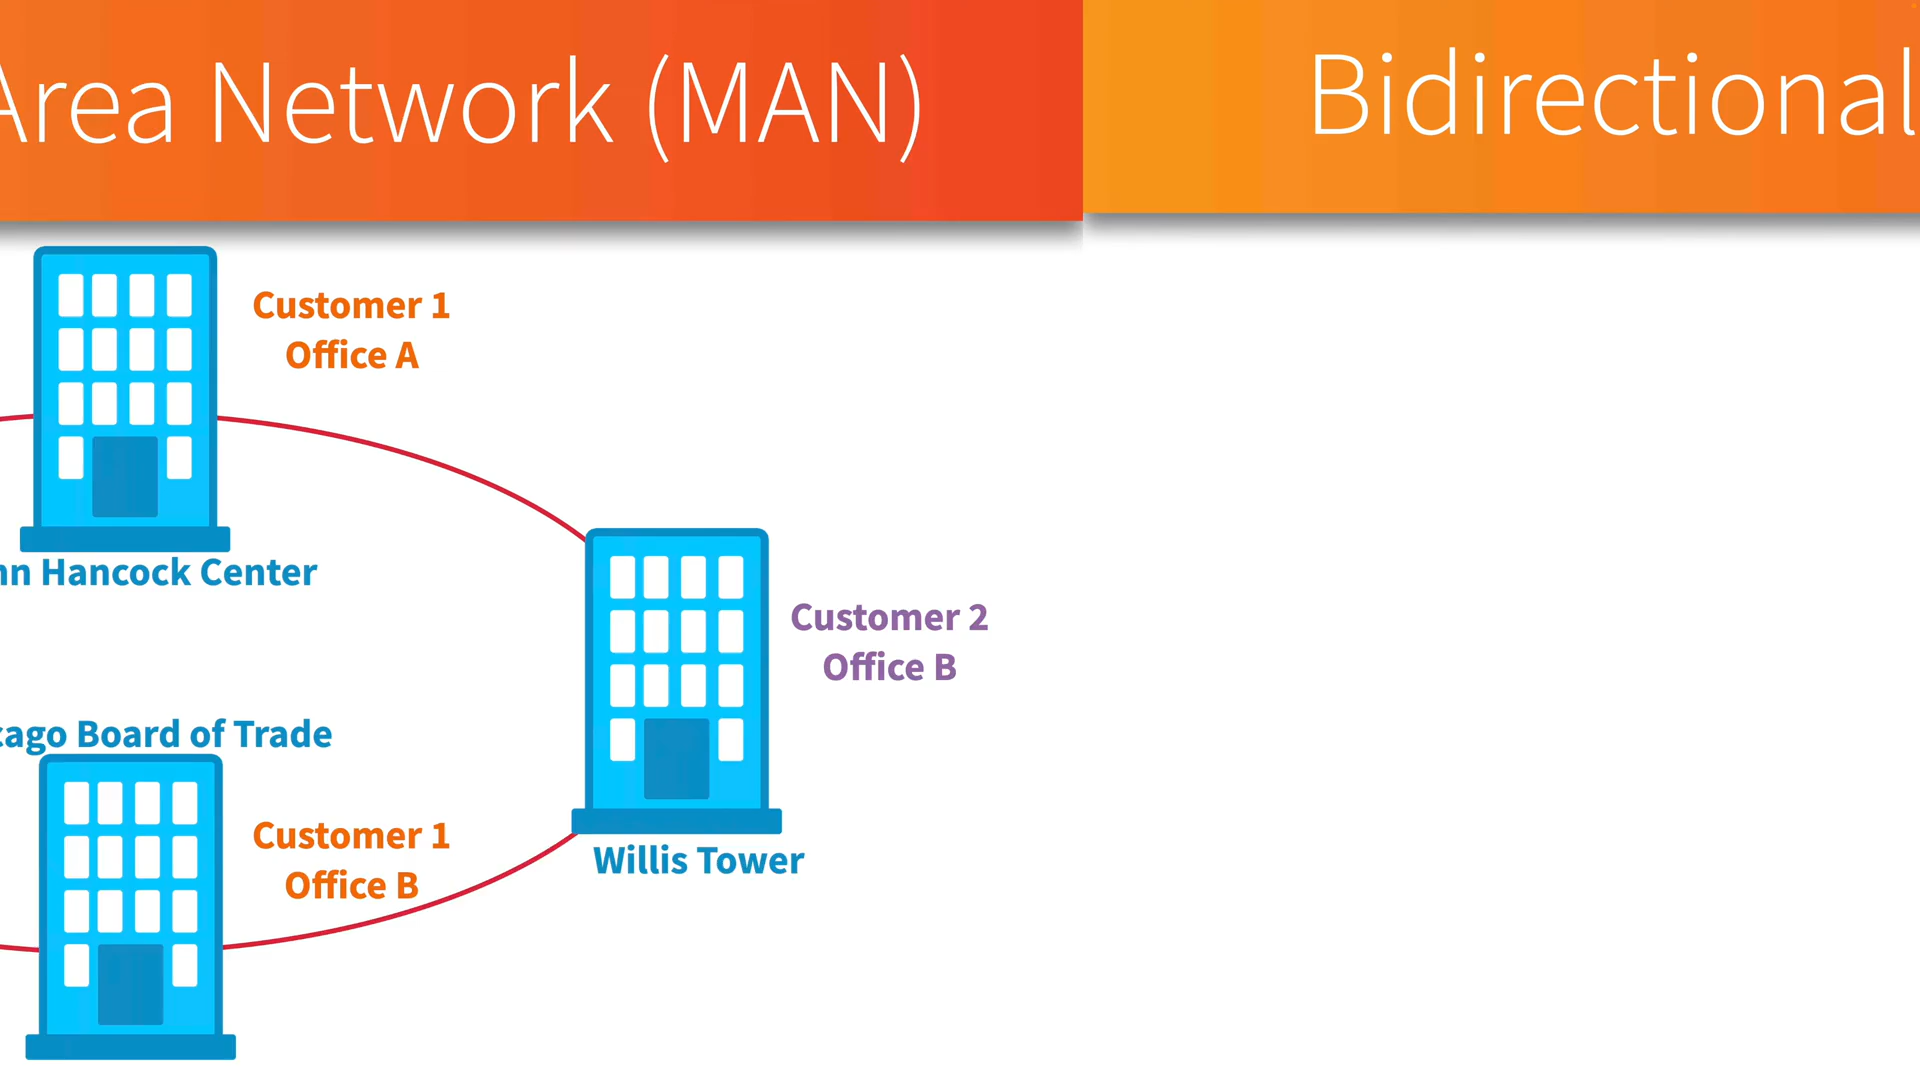 Area Network (MAN)
Bidirectional
Customer 1
Office A
Hancock Center
Customer 2
Office B
Board of Trade
Customer 1
Office B
Willis Tower